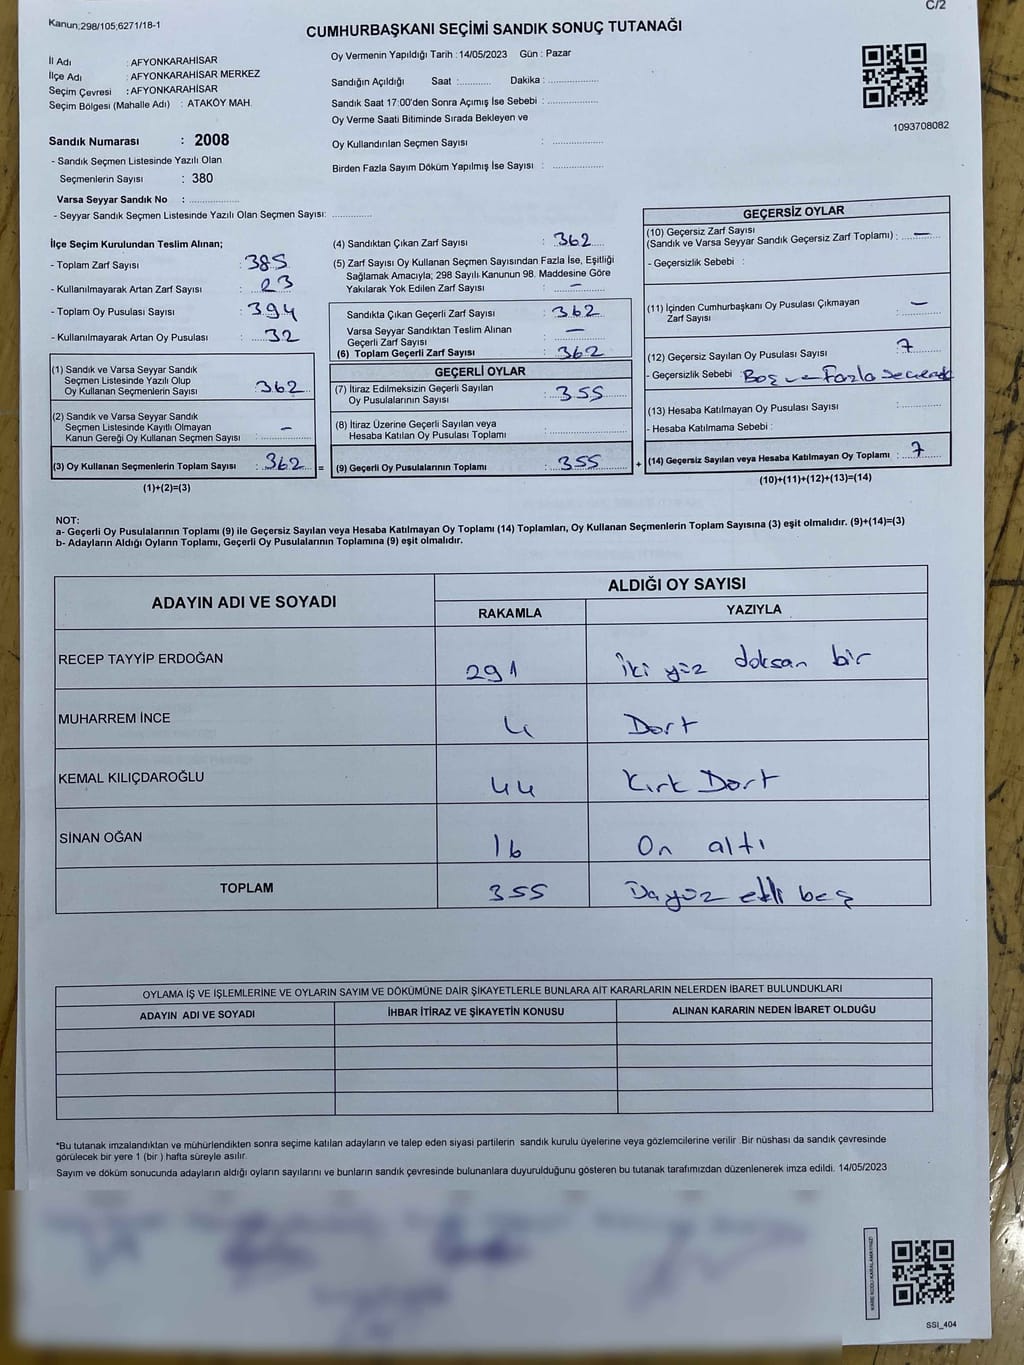 C/2
Kanun;298/105;6271/18-1
CUMHURBAŞKANI SEÇİMİ SANDIK SONUÇ TUTANAĞI
İl Adı : AFYONKARAHİSAR
İlçe Adı : AFYONKARAHİSAR MERKEZ
Seçim Çevresi : AFYONKARAHİSAR
Seçim Bölgesi (Mahalle Adı) : ATAKÖY MAH.
Sandık Numarası : 2008
- Sandık Seçmen Listesinde Yazılı Olan
Seçmenlerin Sayısı : 380
Varsa Seyyar Sandık No : ....................
- Seyyar Sandık Seçmen Listesinde Yazılı Olan Seçmen Sayısı: ................
Oy Vermenin Yapıldığı Tarih : 14/05/2023 Gün : Pazar
Sandığın Açıldığı Saat :............ Dakika : ....................
Sandık Saat 17:00'den Sonra Açımış İse Sebebi : ....................
Oy Verme Saati Bitiminde Sırada Bekleyen ve
Oy Kullandırılan Seçmen Sayısı : ....................
Birden Fazla Sayım Döküm Yapılmış İse Sayısı : ....................
1093708082
İlçe Seçim Kurulundan Teslim Alınan;
- Toplam Zarf Sayısı : 385
- Kullanılmayarak Artan Zarf Sayısı : 23
- Toplam Oy Pusulası Sayısı : 394
- Kullanılmayarak Artan Oy Pusulası : 32
(1) Sandık ve Varsa Seyyar Sandık
Seçmen Listesinde Yazılı Olup
Oy Kullanan Seçmenlerin Sayısı : 362
(2) Sandık ve Varsa Seyyar Sandık
Seçmen Listesinde Kayıtlı Olmayan
Kanun Gereği Oy Kullanan Seçmen Sayısı : -
(3) Oy Kullanan Seçmenlerin Toplam Sayısı : 362 =
(1)+(2)=(3)
(4) Sandıktan Çıkan Zarf Sayısı : 362
(5) Zarf Sayısı Oy Kullanan Seçmen Sayısından Fazla İse, Eşitliği
Sağlamak Amacıyla; 298 Sayılı Kanunun 98. Maddesine Göre
Yakılarak Yok Edilen Zarf Sayısı : -
Sandıkta Çıkan Geçerli Zarf Sayısı : 362
Varsa Seyyar Sandıktan Teslim Alınan
Geçerli Zarf Sayısı : -
(6) Toplam Geçerli Zarf Sayısı : 362
GEÇERLİ OYLAR
(7) İtiraz Edilmeksizin Geçerli Sayılan
Oy Pusulalarının Sayısı : 355
(8) İtiraz Üzerine Geçerli Sayılan veya
Hesaba Katılan Oy Pusulası Toplamı : ....................
(9) Geçerli Oy Pusulalarının Toplamı : 355 +
GEÇERSİZ OYLAR
(10) Geçersiz Zarf Sayısı
(Sandık ve Varsa Seyyar Sandık Geçersiz Zarf Toplamı) : -
- Geçersizlik Sebebi :
(11) İçinden Cumhurbaşkanı Oy Pusulası Çıkmayan
Zarf Sayısı : -
(12) Geçersiz Sayılan Oy Pusulası Sayısı : 7
- Geçersizlik Sebebi : Boş ve Fazla
(13) Hesaba Katılmayan Oy Pusulası Sayısı : ............
- Hesaba Katılmama Sebebi :
(14) Geçersiz Sayılan veya Hesaba Katılmayan Oy Toplamı : 7
(10)+(11)+(12)+(13)=(14)
NOT:
a- Geçerli Oy Pusulalarının Toplamı (9) ile Geçersiz Sayılan veya Hesaba Katılmayan Oy Toplamı (14) Toplamları, Oy Kullanan Seçmenlerin Toplam Sayısına (3) eşit olmalıdır. (9)+(14)=(3)
b- Adayların Aldığı Oyların Toplamı, Geçerli Oy Pusulalarının Toplamına (9) eşit olmalıdır.
ADAYIN ADI VE SOYADI ALDIĞI OY SAYISI
RAKAMLA YAZIYLA
RECEP TAYYİP ERDOĞAN 291 iki yüz doksan bir
MUHARREM İNCE 4 Dört
KEMAL KILIÇDAROĞLU 44 Kırk Dört
SİNAN OĞAN 16 On altı
TOPLAM 355 elli beş
OYLAMA İŞ VE İŞLEMLERİNE VE OYLARIN SAYIM VE DÖKÜMÜNE DAİR ŞİKAYETLERLE BUNLARA AİT KARARLARIN NELERDEN İBARET BULUNDUKLARI
ADAYIN ADI VE SOYADI İHBAR İTİRAZ VE ŞİKAYETİN KONUSU ALINAN KARARIN NEDEN İBARET OLDUĞU
*Bu tutanak imzalandıktan ve mühürlendikten sonra seçime katılan adayların ve talep eden siyasi partilerin sandık kurulu üyelerine veya gözlemcilerine verilir. Bir nüshası da sandık çevresinde
görülecek bir yere 1 (bir ) hafta süreyle asılır.
Sayım ve döküm sonucunda adayların aldığı oyların sayılarını ve bunların sandık çevresinde bulunanlara duyurulduğunu gösteren bu tutanak tarafımızdan düzenlenerek imza edildi. 14/05/2023
KARE KODU KARALAMAYINIZ!
SSI_404